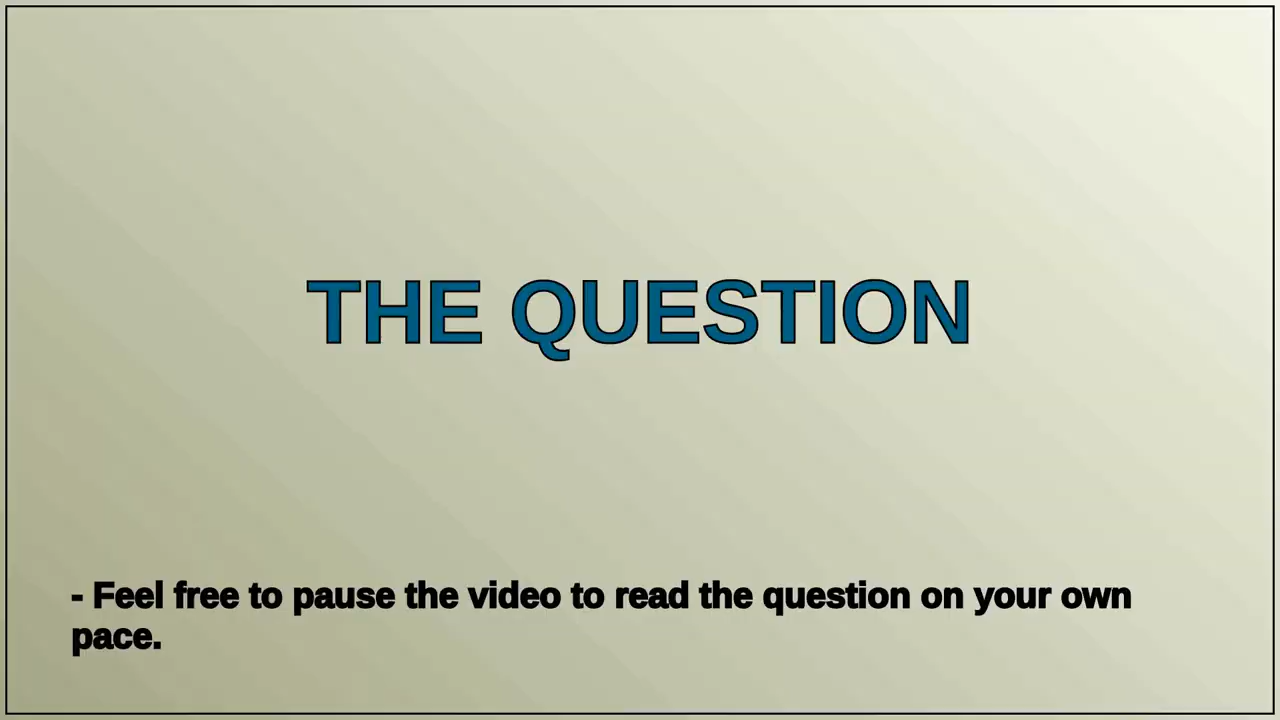 THE QUESTION
- Feel free to pause the video to read the question on your own
pace.